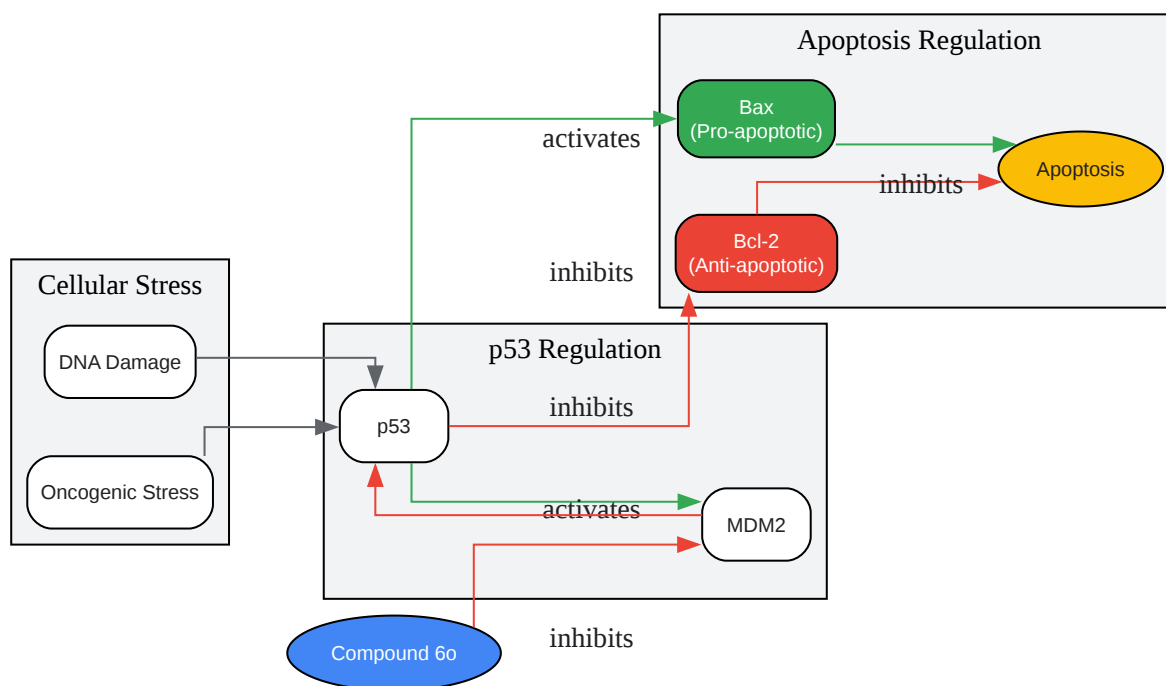 Apoptosis Regulation
Bax
(Pro-apoptotic)
activates
Apoptosis
inhibits
Bcl-2
(Anti-apoptotic)
inhibits
Cellular Stress
DNA Damage
Oncogenic Stress
p53 Regulation
inhibits
p53
activates
MDM2
inhibits
Compound 6o